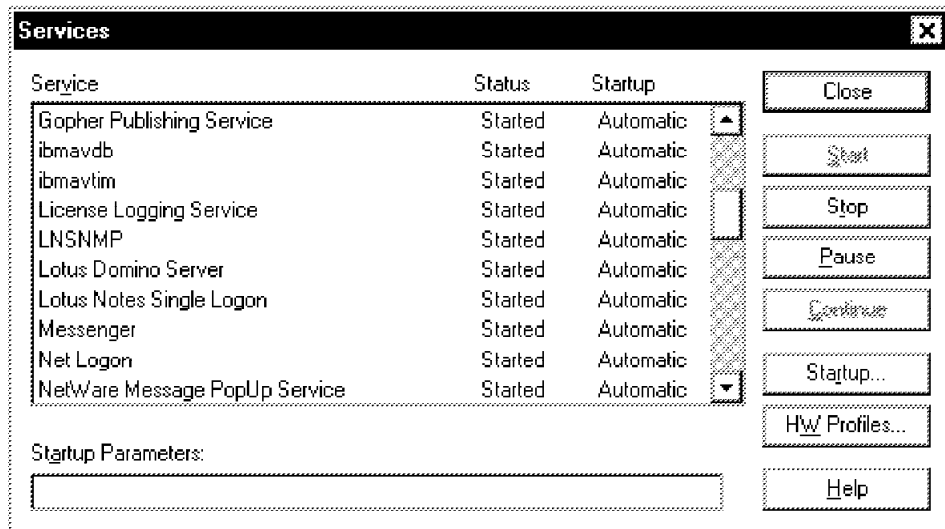 Services
Service Status Startup
Gopher Publishing Service Started Automatic
ibmavdb Started Automatic
ibmavtim Started Automatic
License Logging Service Started Automatic
LNSNMP Started Automatic
Lotus Domino Server Started Automatic
Lotus Notes Single Logon Started Automatic
Messenger Started Automatic
Net Logon Started Automatic
NetWare Message PopUp Service Started Automatic
Startup Parameters:
Close
Start
Stop
Pause
Continue
Startup...
HW Profiles...
Help